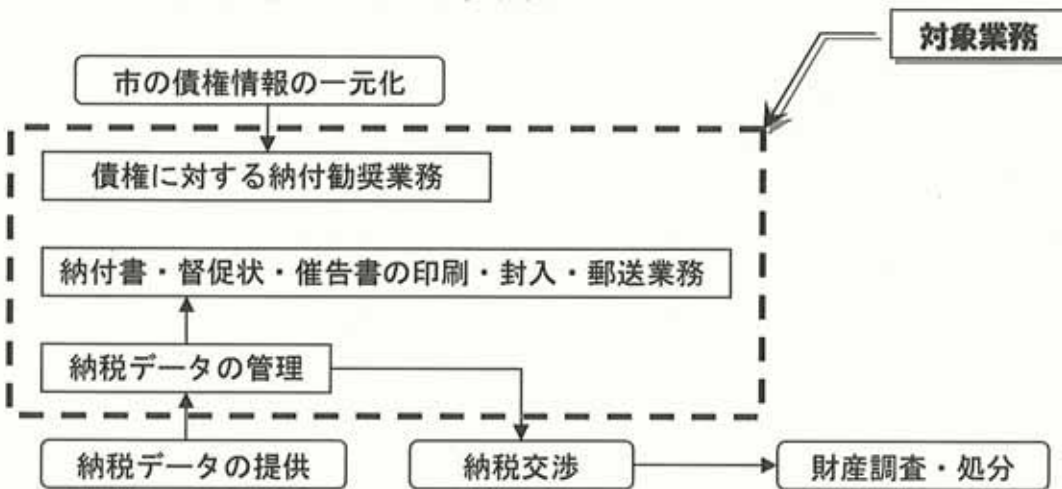 対象業務
市の債権情報の一元化
債権に対する納付勧奨業務
納付書・督促状・催告書の印刷・封入・郵送業務
納税データの管理
納税データの提供
納税交渉
財産調査・処分